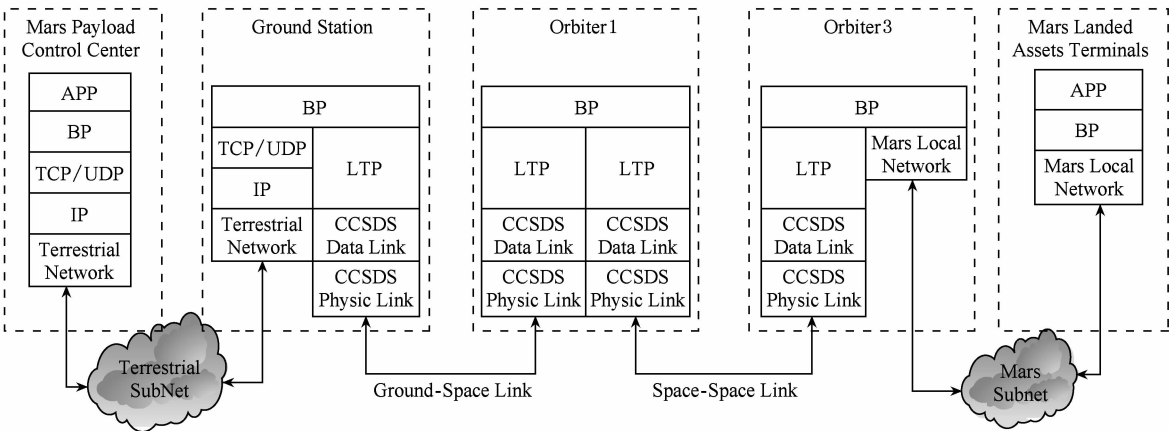 Mars Payload
Control Center
APP
BP
TCP/UDP
IP
Terrestrial
Network
Ground Station
BP
TCP/UDP
IP
Terrestrial
Network
LTP
CCSDS
Data Link
CCSDS
Physic Link
Orbiter1
BP
LTP
CCSDS
Data Link
CCSDS
Physic Link
LTP
CCSDS
Data Link
CCSDS
Physic Link
Orbiter3
BP
LTP
CCSDS
Data Link
CCSDS
Physic Link
Mars Local
Network
Mars Landed
Assets Terminals
APP
BP
Mars Local
Network
Terrestrial
SubNet
Ground-Space Link
Space-Space Link
Mars
Subnet